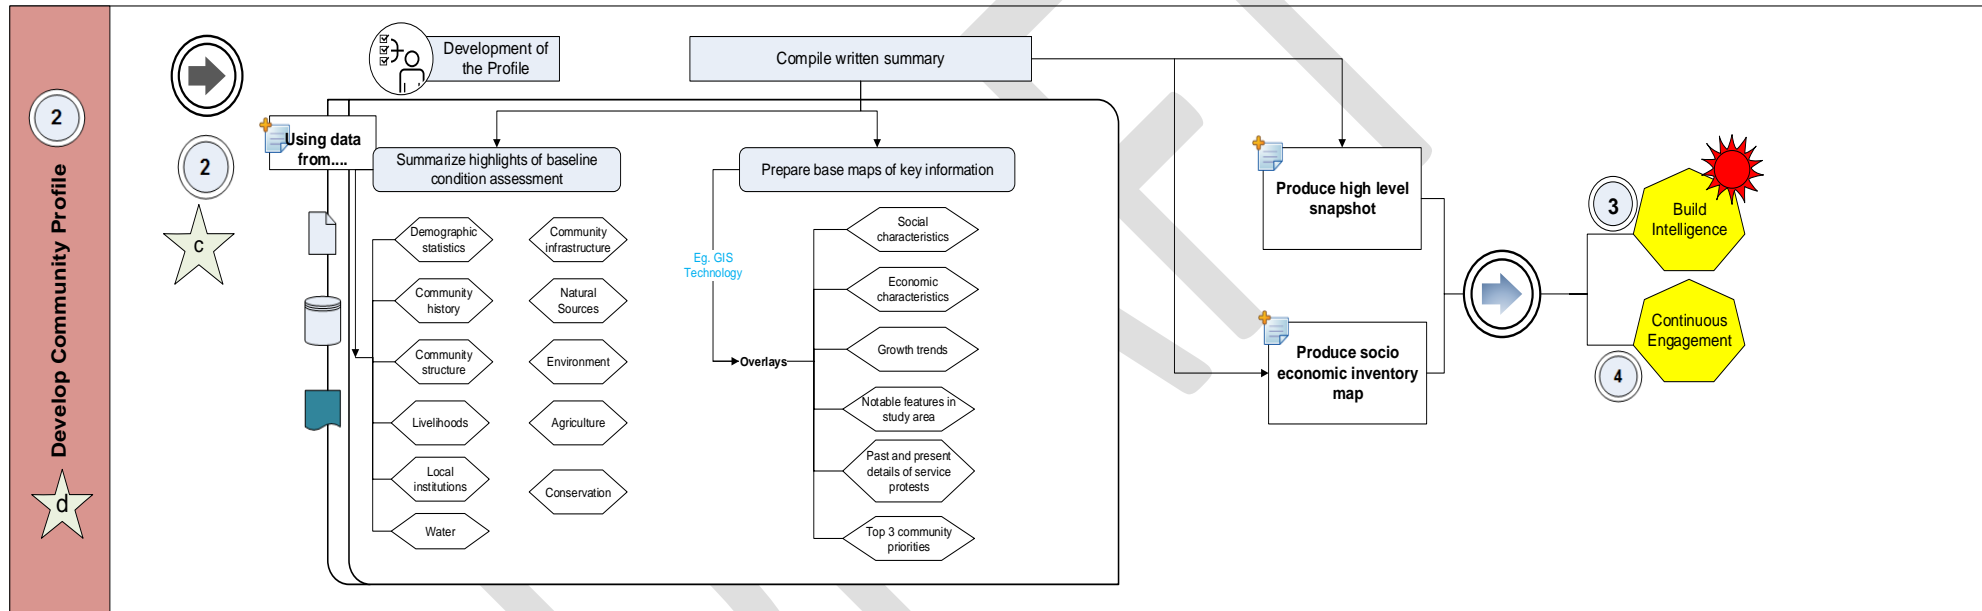 2
Develop Community Profile
d
2
c
Development of
the Profile
Compile written summary
Using data
from....
Summarize highlights of baseline
condition assessment
Demographic
statistics
Community
history
Community
structure
Livelihoods
Local
institutions
Water
Community
infrastructure
Natural
Sources
Environment
Agriculture
Conservation
Prepare base maps of key information
Eg. GIS
Technology
Overlays
Social
characteristics
Economic
characteristics
Growth trends
Notable features in
study area
Past and present
details of service
protests
Top 3 community
priorities
Produce high level
snapshot
Produce socio
economic inventory
map
3
Build
Intelligence
Continuous
Engagement
4